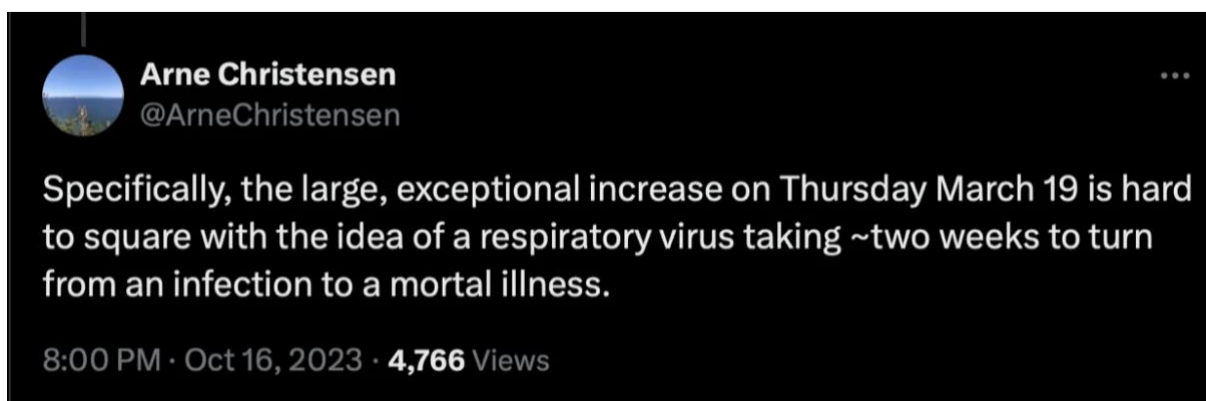 Arne Christensen
@ArneChristensen
Specifically, the large, exceptional increase on Thursday March 19 is hard
to square with the idea of a respiratory virus taking ~two weeks to turn
from an infection to a mortal illness.
8:00 PM · Oct 16, 2023 · 4,766 Views